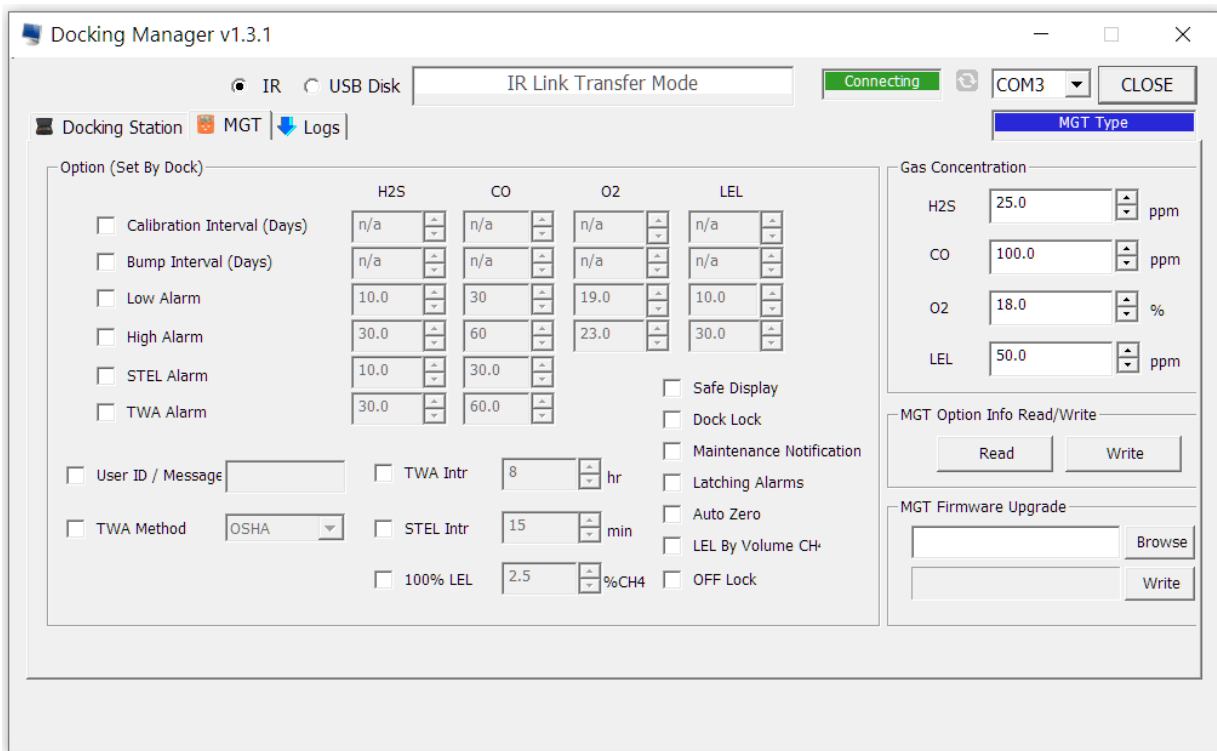 Docking Manager v1.3.1
IR USB Disk IR Link Transfer Mode Connecting COM3 CLOSE
Docking Station MGT Logs MGT Type
Option (Set By Dock)
H2S CO O2 LEL
Calibration Interval (Days) n/a n/a n/a n/a
Bump Interval (Days) n/a n/a n/a n/a
Low Alarm 10.0 30 19.0 10.0
High Alarm 30.0 60 23.0 30.0
STEL Alarm 10.0 30.0
TWA Alarm 30.0 60.0
Safe Display
Dock Lock
Maintenance Notification
Latching Alarms
Auto Zero
LEL By Volume CH4
OFF Lock
User ID / Message TWA Intr 8 hr
TWA Method OSHA STEL Intr 15 min
100% LEL 2.5 %CH4
Gas Concentration
H2S 25.0 ppm
CO 100.0 ppm
O2 18.0 %
LEL 50.0 ppm
MGT Option Info Read/Write
Read Write
MGT Firmware Upgrade
Browse
Write